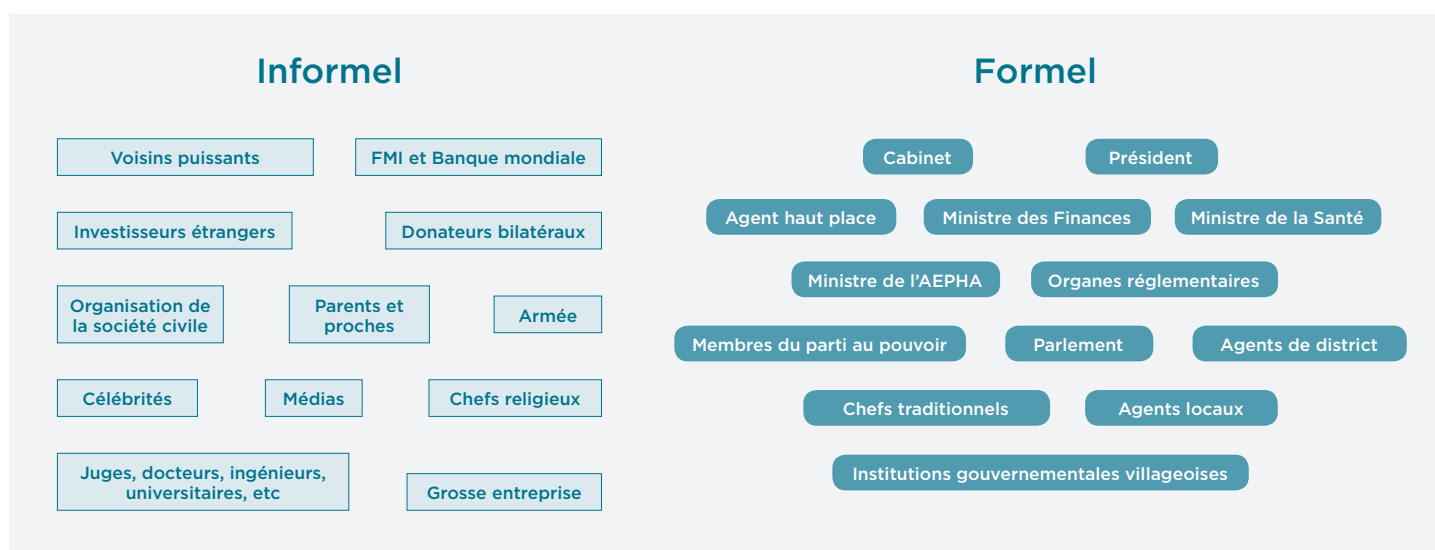 Informel
Voisins puissants
FMI et Banque mondiale
Investisseurs étrangers
Donateurs bilatéraux
Organisation de
la société civile
Parents et
proches
Armée
Célébrités
Médias
Chefs religieux
Juges, docteurs, ingénieurs,
universitaires, etc
Grosse entreprise
Formel
Cabinet
Président
Agent haut place
Ministre des Finances
Ministre de la Santé
Ministre de l’AEPHA
Organes réglementaires
Membres du parti au pouvoir
Parlement
Agents de district
Chefs traditionnels
Agents locaux
Institutions gouvernementales villageoises